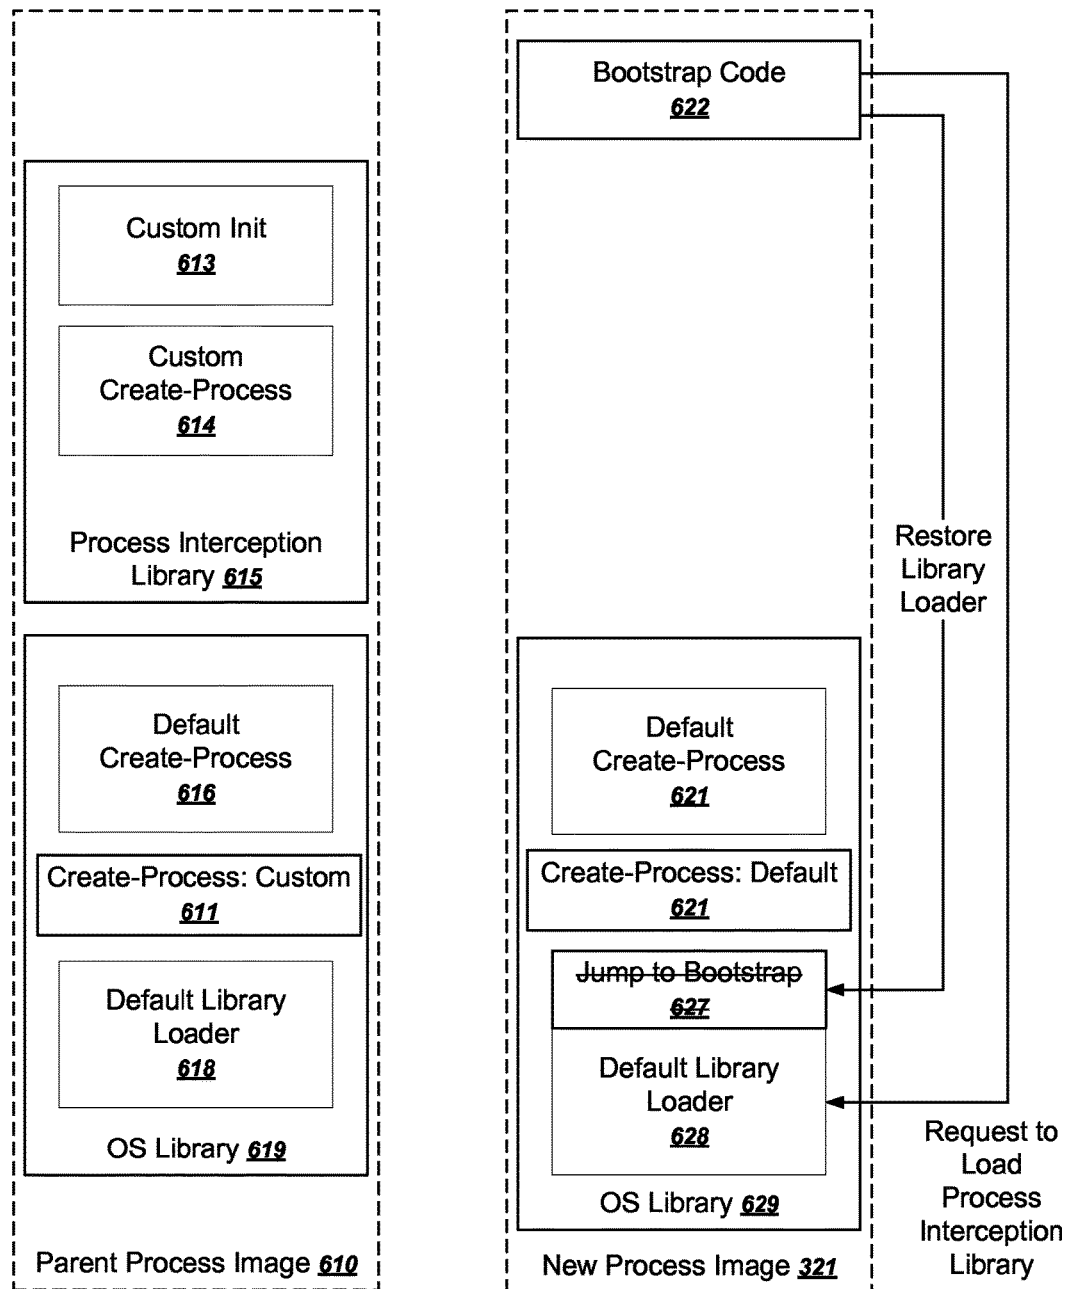 Bootstrap Code
622
Custom Init
613
Custom
Create-Process
614
Process Interception
Library 615
Restore
Library
Loader
Default
Create-Process
616
Default
Create-Process
621
Create-Process: Custom
611
Create-Process: Default
621
Jump to Bootstrap
627
Default Library
Loader
618
Default Library
Loader
628
OS Library 619
OS Library 629
Request to
Load
Process
Interception
Library
Parent Process Image 610
New Process Image 321